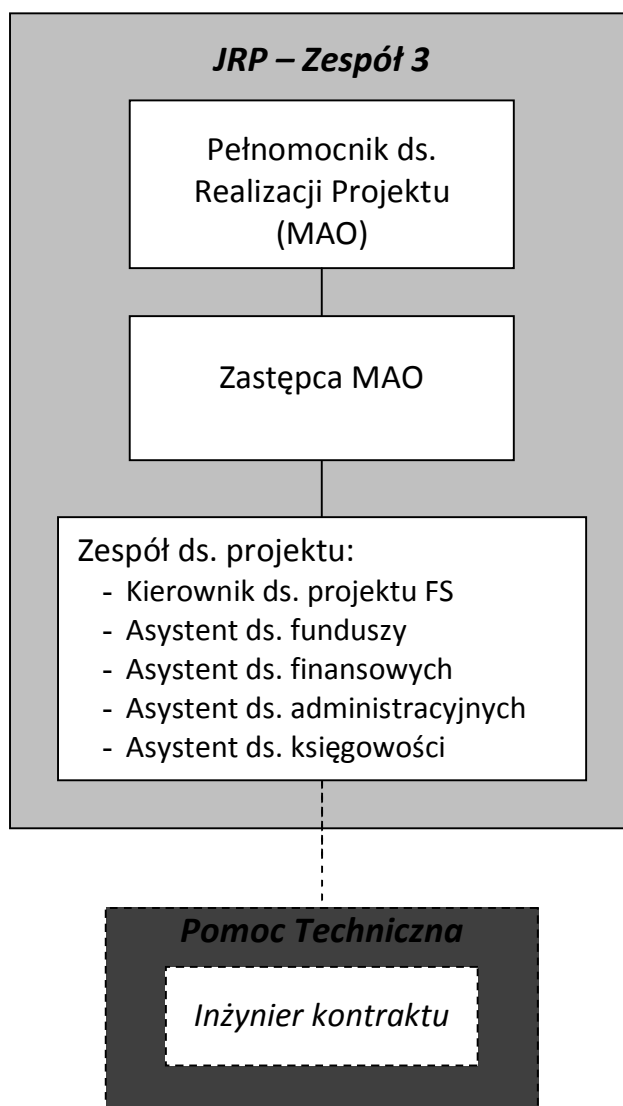 JRP – Zespół 3
Pełnomocnik ds.
Realizacji Projektu
(MAO)
Zastępca MAO
Zespół ds. projektu:
- Kierownik ds. projektu FS
- Asystent ds. funduszy
- Asystent ds. finansowych
- Asystent ds. administracyjnych
- Asystent ds. księgowości
Pomoc Techniczna
Inżynier kontraktu